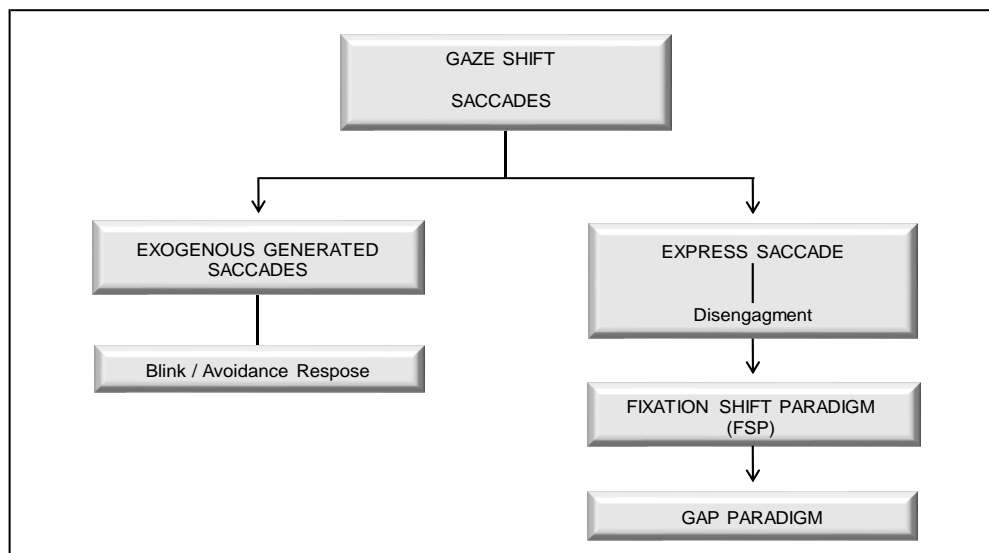 GAZE SHIFT
SACCADES
EXOGENOUS GENERATED
SACCADES
Blink / Avoidance Respose
EXPRESS SACCADE
Disengagment
FIXATION SHIFT PARADIGM
(FSP)
GAP PARADIGM